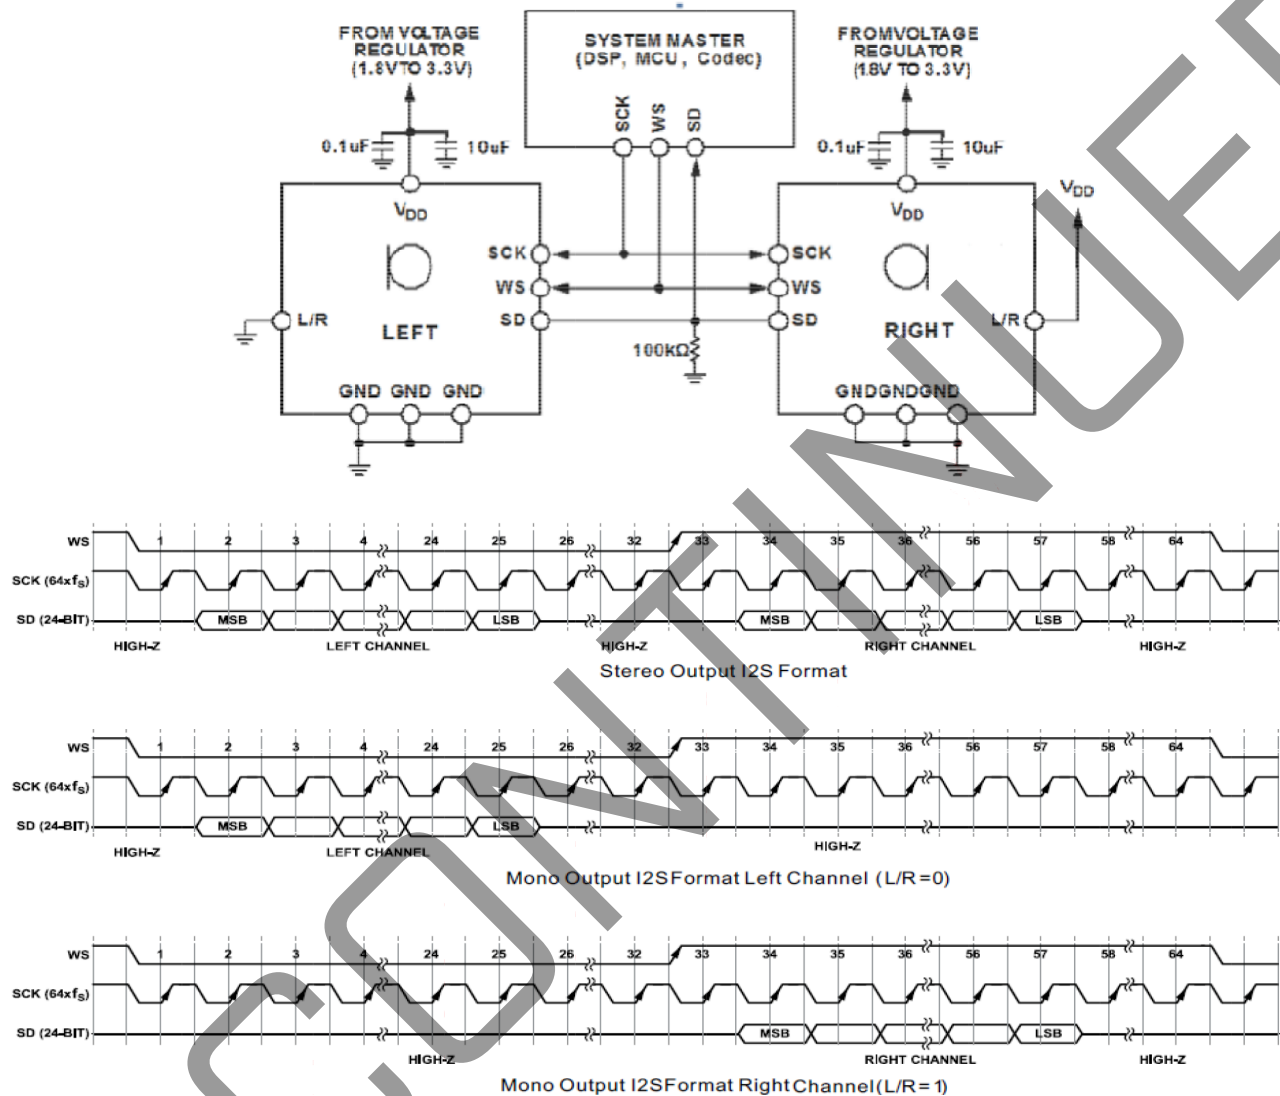 FROM VOLTAGE
REGULATOR
(1.8VTO 3.3V)
SYSTEM MASTER
(DSP, MCU, Codec)
FROMVOLTAGE
REGULATOR
(1.8V TO 3.3V)
SCK WS SD
0.1uF 10uF
0.1uF 10uF
VDD
VDD
VDD
SCK SCK
WS WS
SD SD
L/R LEFT
RIGHT L/R
100kΩ
GND GND GND
GND GND GND
WS 1 2 3 4 24 25 26 32 33 34 35 36 56 57 58 64
SCK (64xfS)
SD (24-BIT) MSB LSB MSB LSB
HIGH-Z LEFT CHANNEL HIGH-Z RIGHT CHANNEL HIGH-Z
Stereo Output I2S Format
WS 1 2 3 4 24 25 26 32 33 34 35 36 56 57 58 64
SCK (64xfS)
SD (24-BIT) MSB LSB
HIGH-Z LEFT CHANNEL HIGH-Z
Mono Output I2SFormat Left Channel (L/R=0)
WS 1 2 3 4 24 25 26 32 33 34 35 36 56 57 58 64
SCK (64xfS)
SD (24-BIT) MSB LSB
HIGH-Z RIGHT CHANNEL HIGH-Z
Mono Output I2SFormat Right Channel(L/R=1)
CONTINUE